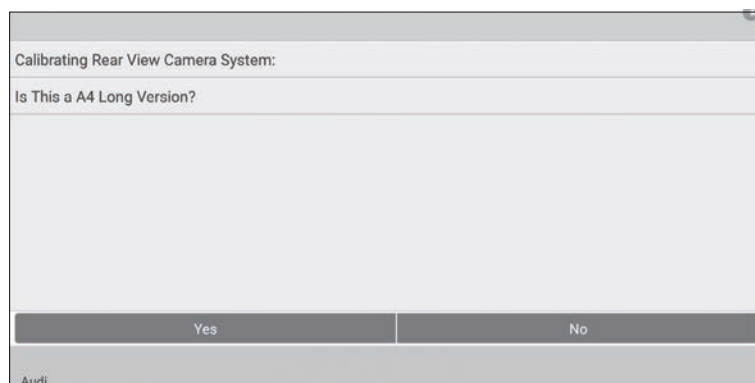 Calibrating Rear View Camera System:
Is This a A4 Long Version?
Yes
No
Audi